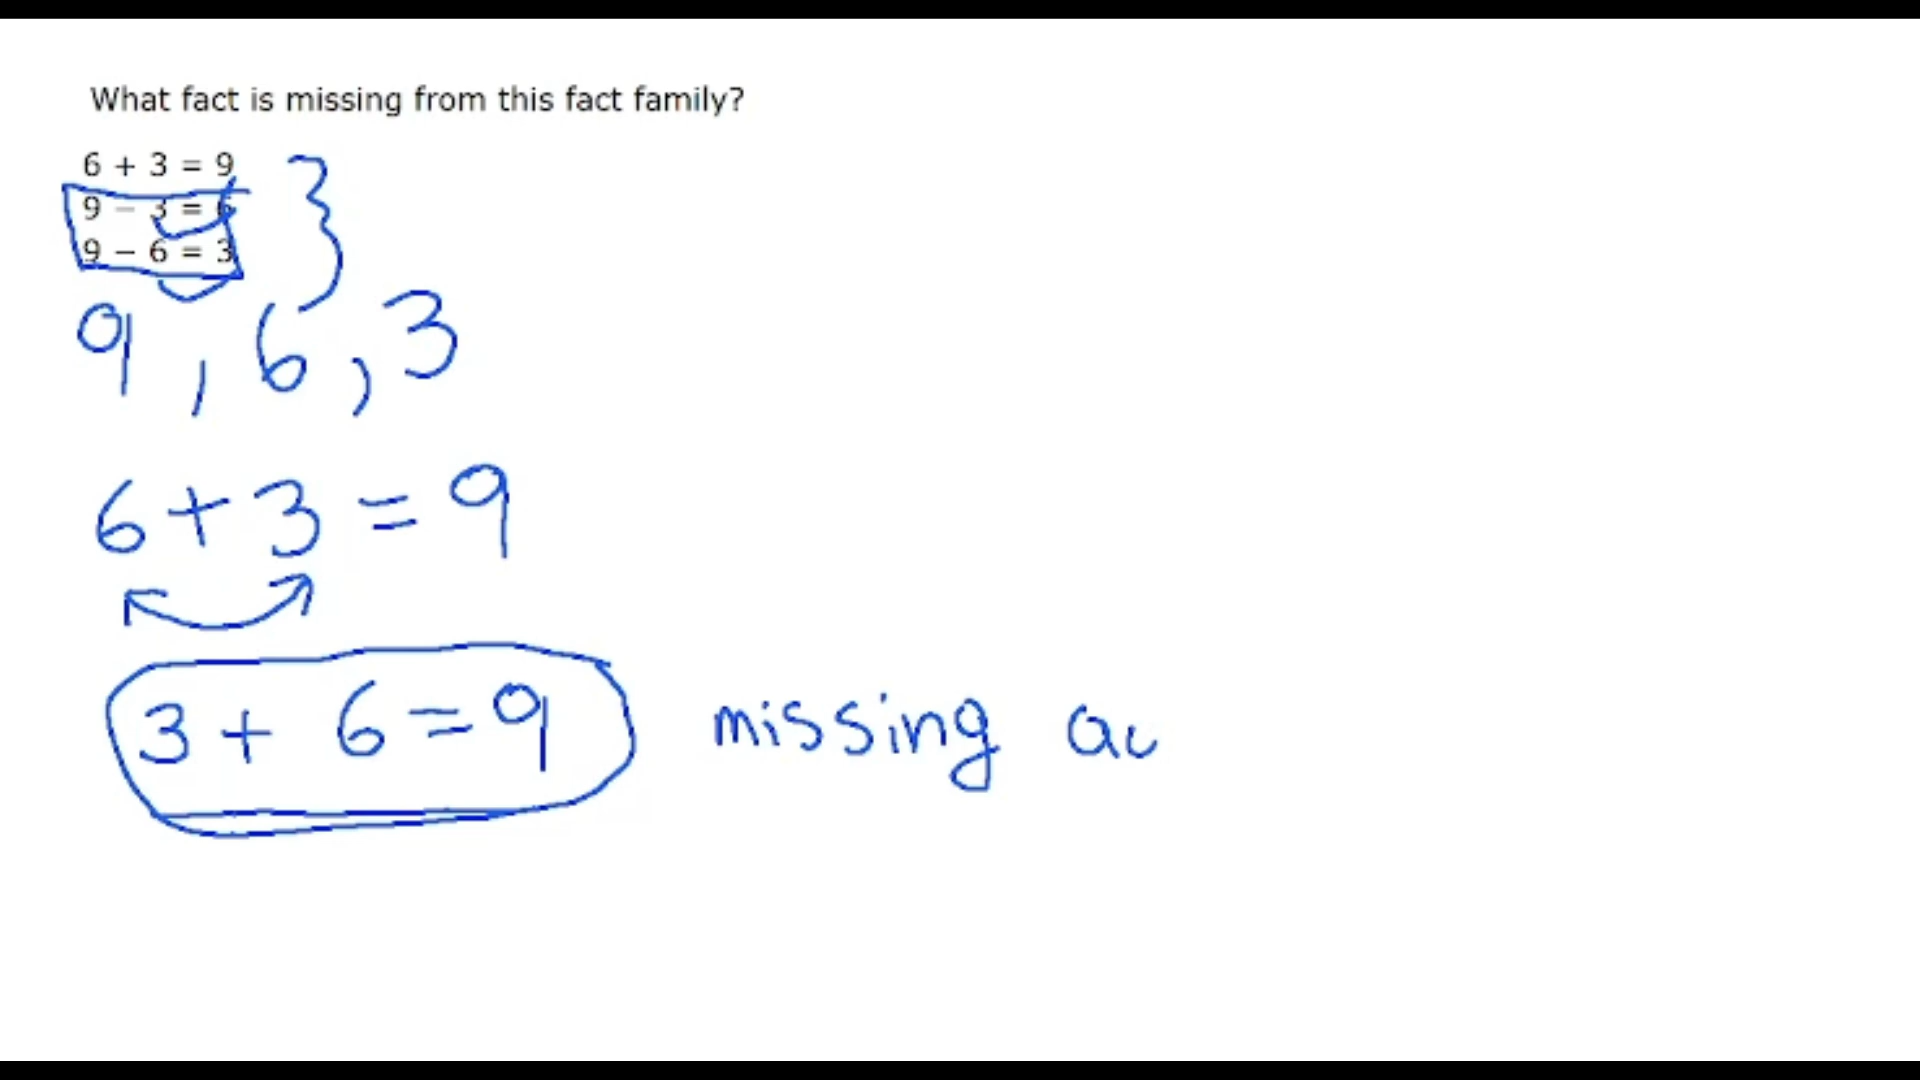 What fact is missing from this fact family?
6 + 3 = 9
9 − 3 = 6
9 − 6 = 3
9 , 6 , 3
6 + 3 = 9
3 + 6 = 9 missing ac